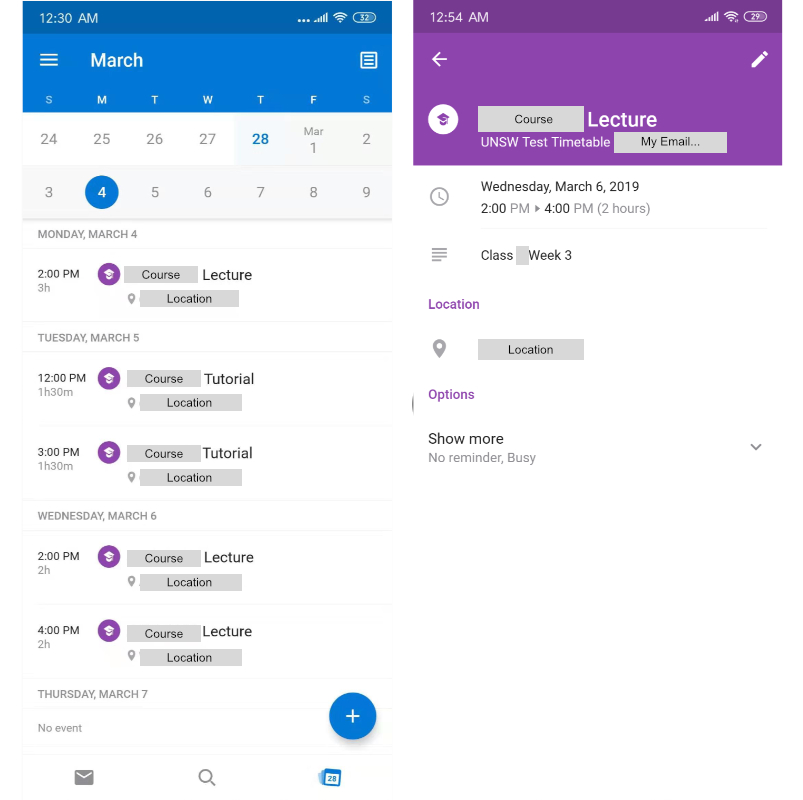 12:30 AM
32
March
S M T W T F S
24 25 26 27 28 Mar 1 2
3 4 5 6 7 8 9
MONDAY, MARCH 4
2:00 PM Course Lecture
3h
Location
TUESDAY, MARCH 5
12:00 PM Course Tutorial
1h30m
Location
3:00 PM Course Tutorial
1h30m
Location
WEDNESDAY, MARCH 6
2:00 PM Course Lecture
2h
Location
4:00 PM Course Lecture
2h
Location
THURSDAY, MARCH 7
No event
28
12:54 AM
29
Course Lecture
UNSW Test Timetable My Email...
Wednesday, March 6, 2019
2:00 PM ▸ 4:00 PM (2 hours)
Class Week 3
Location
Location
Options
Show more
No reminder, Busy